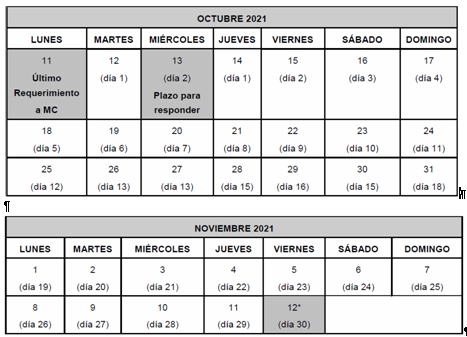 OCTUBRE 2021
LUNES MARTES MIÉRCOLES JUEVES VIERNES SÁBADO DOMINGO
11 12 13 14 15 16 17
Último Requerimiento a MC (día 1) (día 2) Plazo para responder (día 1) (día 2) (día 3) (día 4)
18 19 20 21 22 23 24
(día 5) (día 6) (día 7) (día 8) (día 9) (día 10) (día 11)
25 26 27 28 29 30 31
(día 12) (día 13) (día 13) (día 15) (día 16) (día 15) (día 18)
¶
¶
NOVIEMBRE 2021
LUNES MARTES MIÉRCOLES JUEVES VIERNES SÁBADO DOMINGO
1 2 3 4 5 6 7
(día 19) (día 20) (día 21) (día 22) (día 23) (día 24) (día 25)
8 9 10 11 12*
(día 26) (día 27) (día 28) (día 29) (día 30)
¶